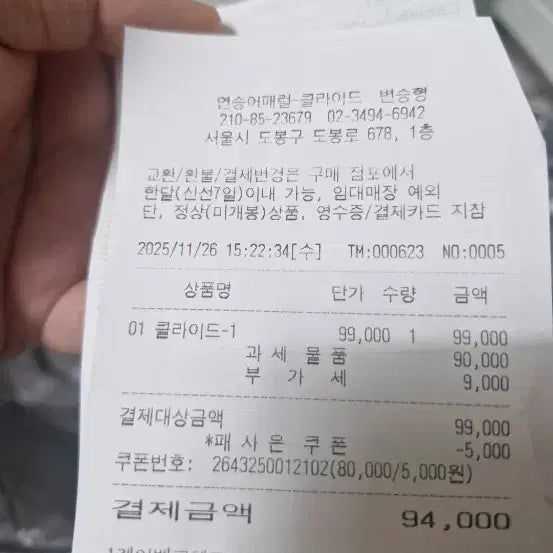 연승어패럴-클라이드 변승형
210-85-23679 02-3494-6942
서울시 도봉구 도봉로 678, 1층
교환/환불/결제변경은 구매 점포에서
한달(신선7일)이내 가능, 임대매장 예외
단, 정상(미개봉)상품, 영수증/결제카드 지참
2025/11/26 15:22:34[수] TM:000623 NO:0005
상품명 단가 수량 금액
01 클라이드-1 99,000 1 99,000
과 세 물 품 90,000
부 가 세 9,000
결제대상금액 99,000
*패 사 은 쿠 폰 -5,000
쿠폰번호: 2643250012102(80,000/5,000원)
결제금액 94,000